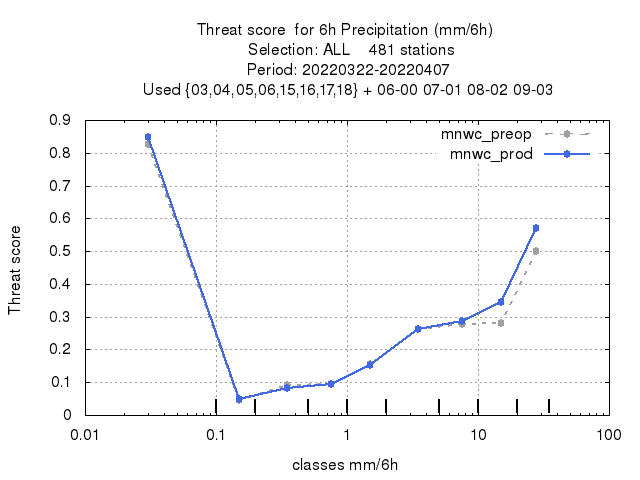 Threat score  for 6h Precipitation (mm/6h)
Selection: ALL    481 stations
Period: 20220322-20220407
Used {03,04,05,06,15,16,17,18} + 06-00 07-01 08-02 09-03
mnwc_preop
mnwc_prod
Threat score
0.9
0.8
0.7
0.6
0.5
0.4
0.3
0.2
0.1
0
0.01 0.1 1 10 100
classes mm/6h